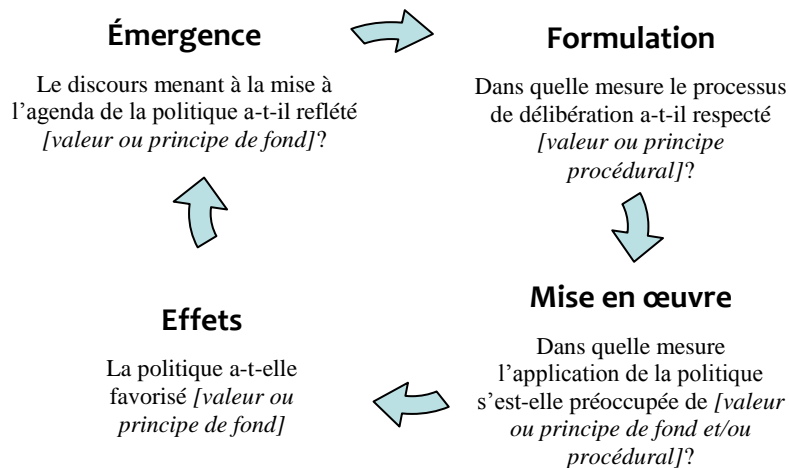 Émergence
Le discours menant à la mise à
l’agenda de la politique a-t-il reflété
[valeur ou principe de fond]?
Formulation
Dans quelle mesure le processus
de délibération a-t-il respecté
[valeur ou principe
procédural]?
Mise en œuvre
Dans quelle mesure
l’application de la politique
s’est-elle préoccupée de [valeur
ou principe de fond et/ou
procédural]?
Effets
La politique a-t-elle
favorisé [valeur ou
principe de fond]